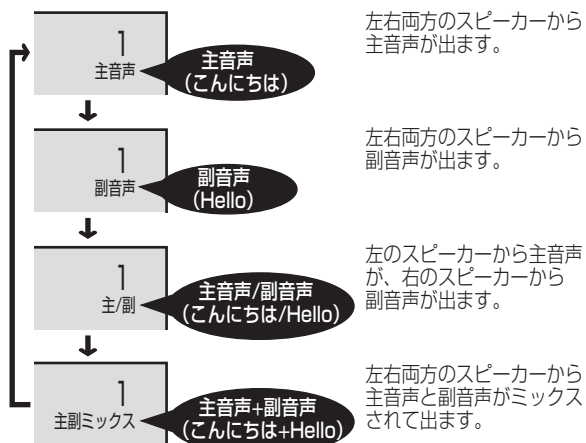 1
主音声
主音声
(こんにちは)
左右両方のスピーカーから
主音声が出ます。
1
副音声
副音声
(Hello)
左右両方のスピーカーから
副音声が出ます。
1
主/副
主音声/副音声
(こんにちは/Hello)
左のスピーカーから主音声
が、右のスピーカーから
副音声が出ます。
1
主副ミックス
主音声+副音声
(こんにちは+Hello)
左右両方のスピーカーから
主音声と副音声がミックス
されて出ます。